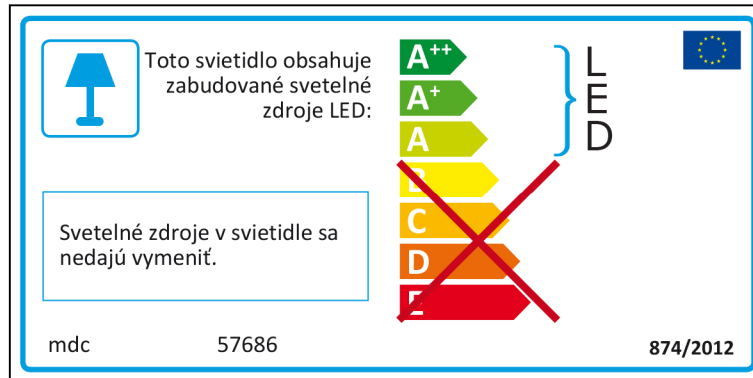 Toto svietidlo obsahuje
zabudované svetelné
zdroje LED:
A++
A+
A
B
C
D
E
L
E
D
Svetelné zdroje v svietidle sa
nedajú vymeniť.
mdc 57686
874/2012